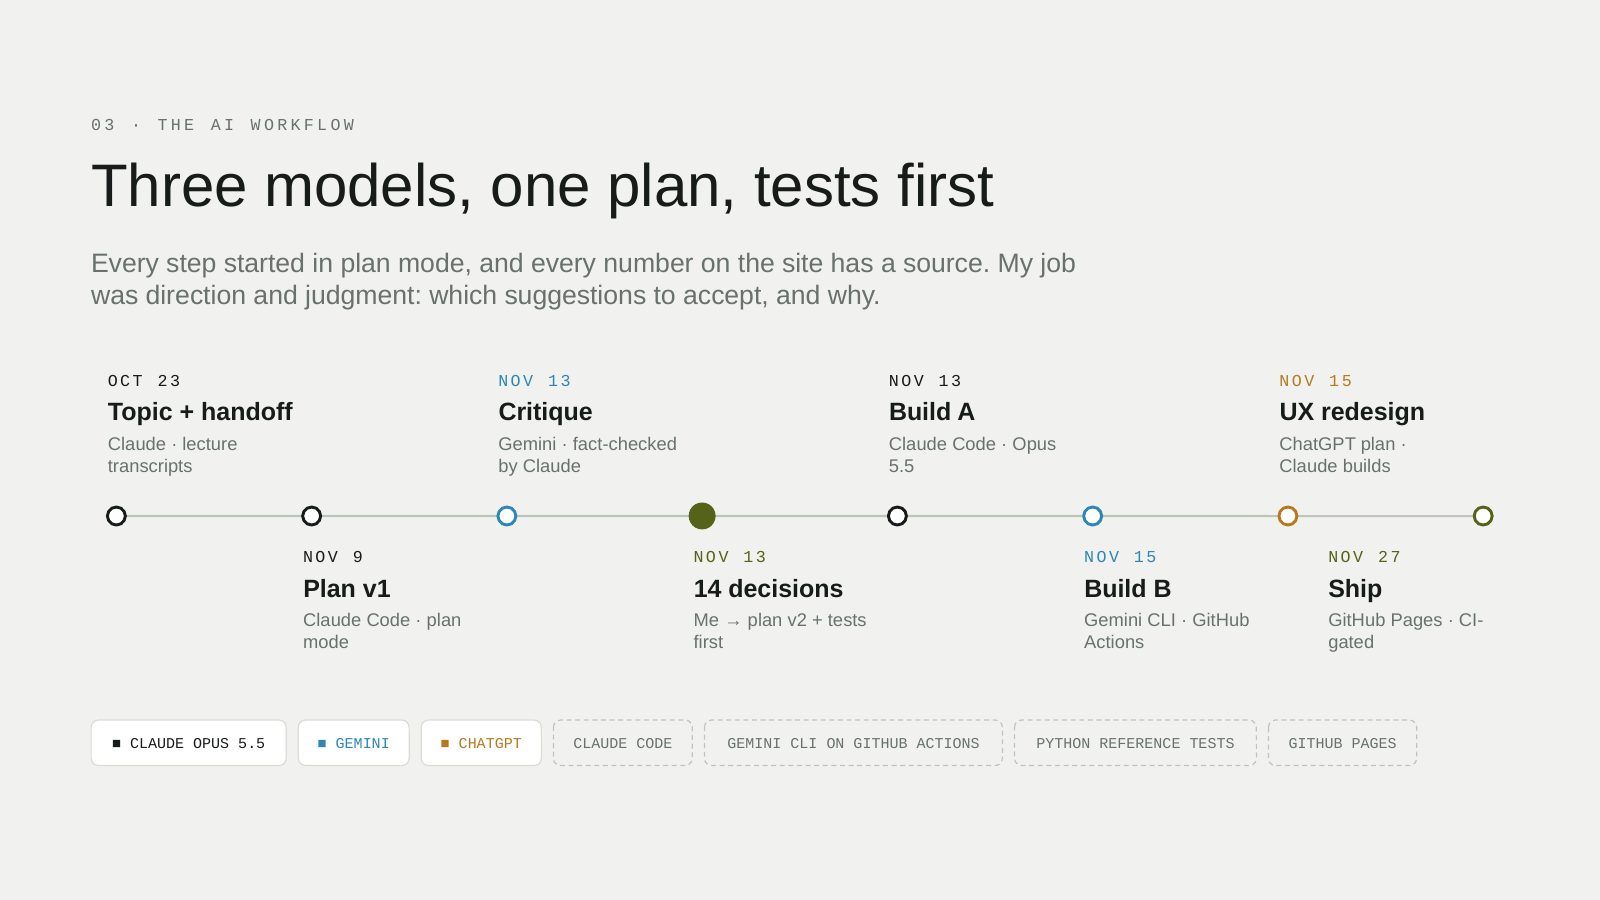 03 · THE AI WORKFLOW
Three models, one plan, tests first
Every step started in plan mode, and every number on the site has a source. My job
was direction and judgment: which suggestions to accept, and why.
OCT 23
Topic + handoff
Claude · lecture
transcripts
NOV 13
Critique
Gemini · fact-checked
by Claude
NOV 13
Build A
Claude Code · Opus
5.5
NOV 15
UX redesign
ChatGPT plan ·
Claude builds
NOV 9
Plan v1
Claude Code · plan
mode
NOV 13
14 decisions
Me → plan v2 + tests
first
NOV 15
Build B
Gemini CLI · GitHub
Actions
NOV 27
Ship
GitHub Pages · CI-
gated
■ CLAUDE OPUS 5.5
■ GEMINI
■ CHATGPT
CLAUDE CODE
GEMINI CLI ON GITHUB ACTIONS
PYTHON REFERENCE TESTS
GITHUB PAGES